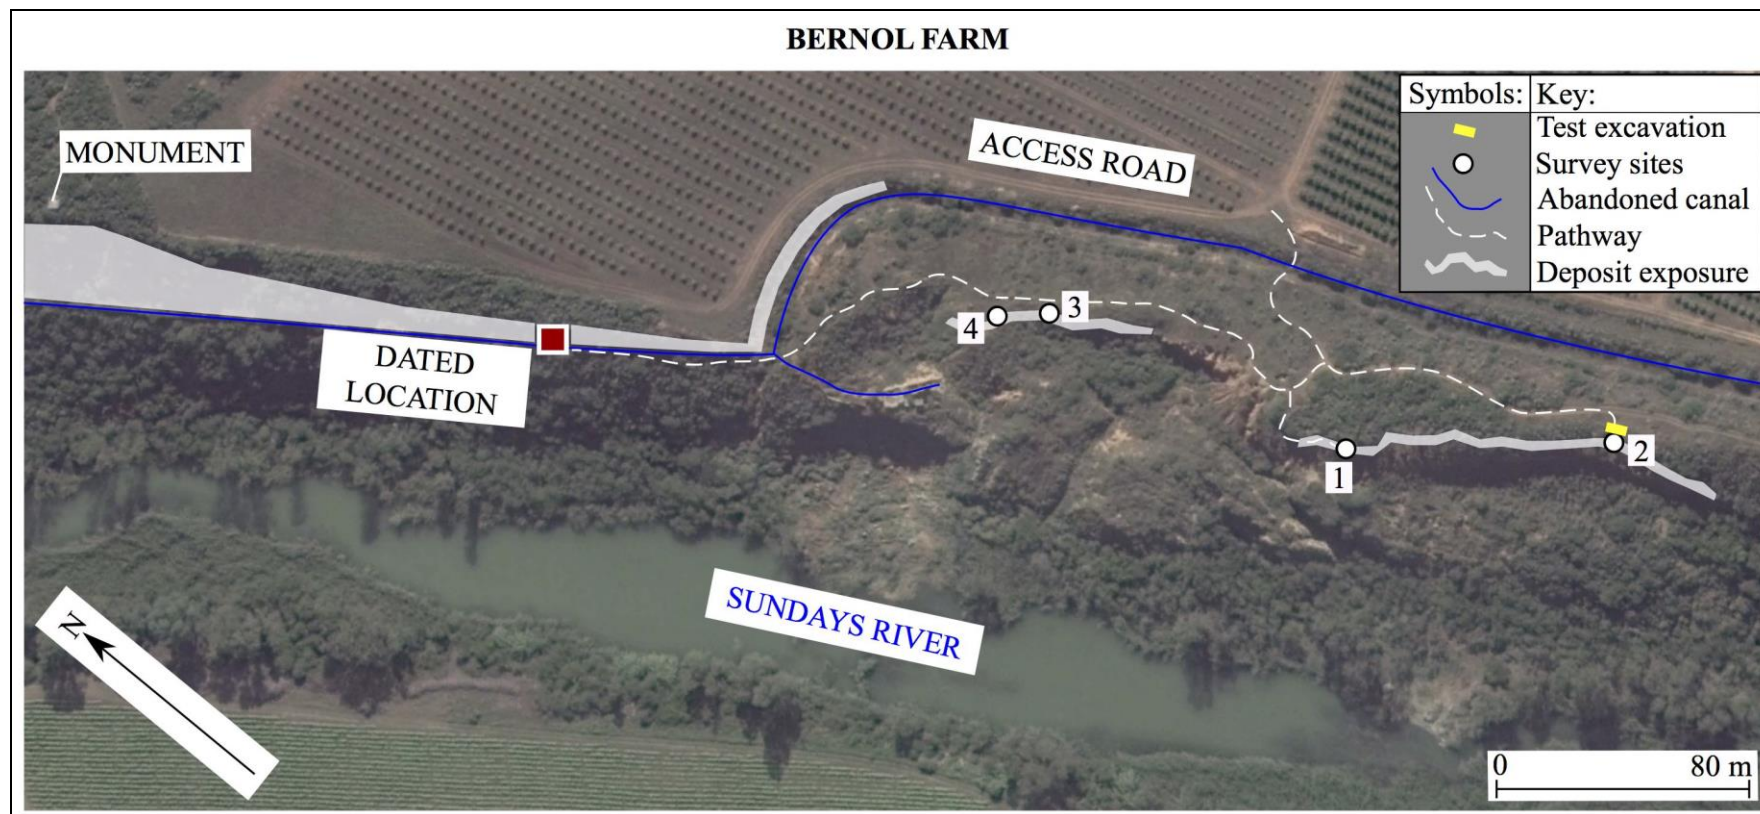 BERNOL FARM
Symbols: Key:
Test excavation
Survey sites
Abandoned canal
Pathway
Deposit exposure
MONUMENT
ACCESS ROAD
DATED
LOCATION
4
3
1
2
SUNDAYS RIVER
N
0 80 m